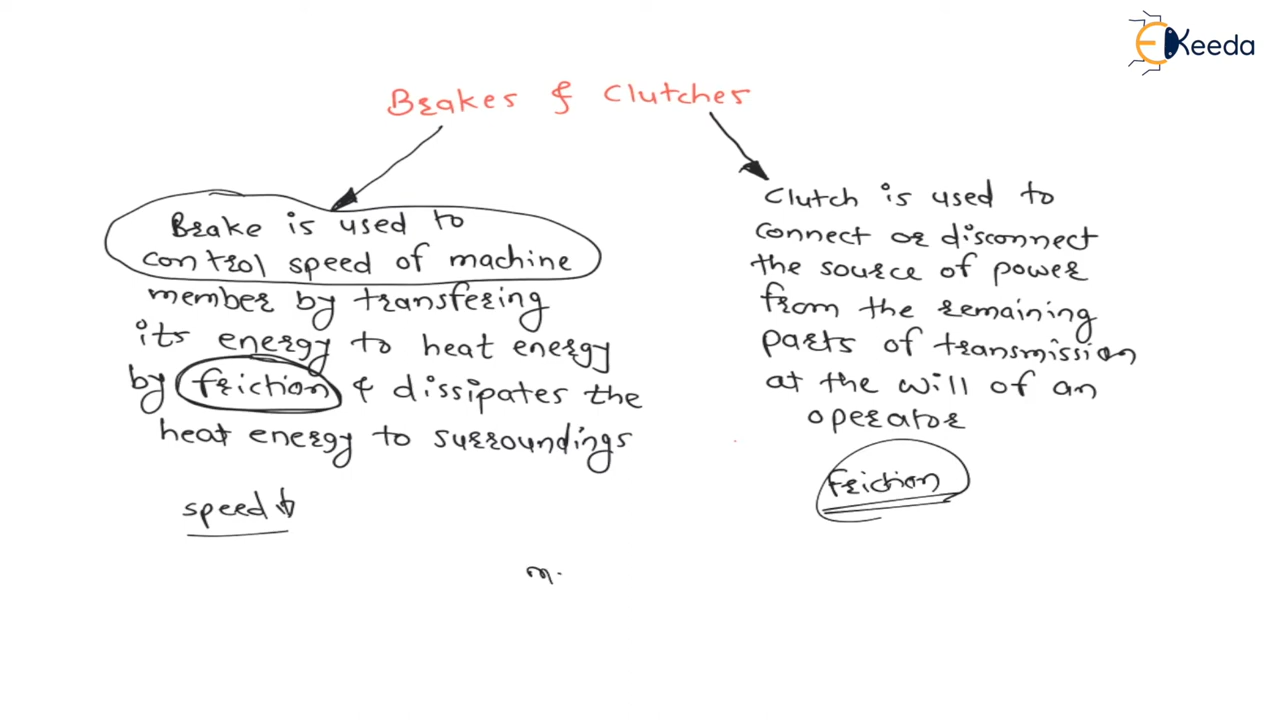 EKeeda
Brakes & Clutches
Brake is used to
control speed of machine
member by transfering
its energy to heat energy
by friction & dissipates the
heat energy to surroundings
speed ↓
Clutch is used to
connect or disconnect
the source of power
from the remaining
parts of transmission
at the will of an
operator
Friction
m.